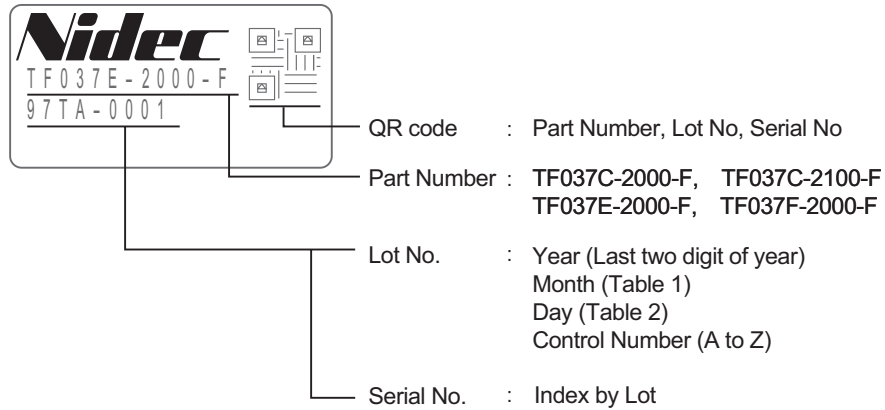 Nidec
TF037E-2000-F
97TA-0001
QR code : Part Number, Lot No, Serial No
Part Number : TF037C-2000-F, TF037C-2100-F
TF037E-2000-F, TF037F-2000-F
Lot No. : Year (Last two digit of year)
Month (Table 1)
Day (Table 2)
Control Number (A to Z)
Serial No. : Index by Lot